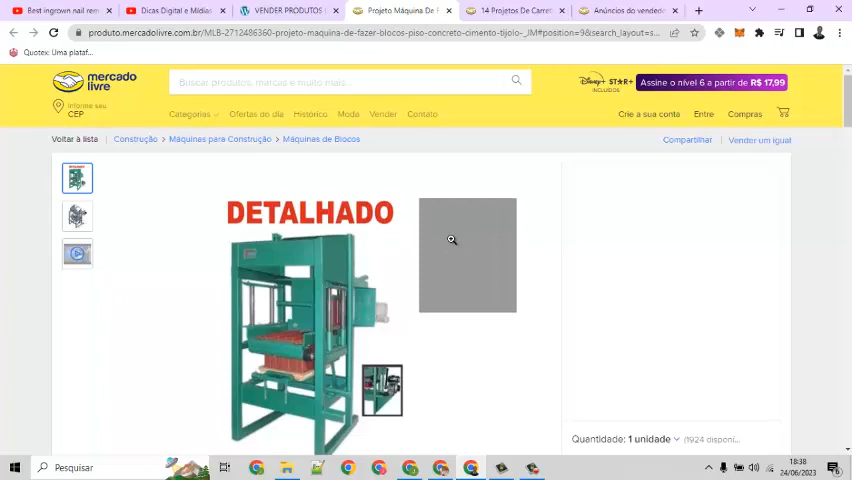 Best ingrown nail rem
Dicas Digital e Mídias
VENDER PRODUTOS
Projeto Máquina De F
14 Projetos De Carret
Anúncios do vendedo
produto.mercadolivre.com.br/MLB-2712486360-projeto-maquina-de-fazer-blocos-piso-concreto-cimento-tijolo-_JM#position=9&search_layout=s...
Quotex: Uma plataf...
mercado
livre
Buscar produtos, marcas e muito mais...
Disney+ STAR+
INCLUIDOS
Assine o nível 6 a partir de R$ 17,99
Informe seu
CEP
Categorias
Ofertas do dia
Histórico
Moda
Vender
Contato
Crie a sua conta
Entre
Compras
Voltar à lista
Construção > Máquinas para Construção > Máquinas de Blocos
Compartilhar
Vender um igual
DETALHADO
Quantidade: 1 unidade (1924 disponí...
Pesquisar
18:38
24/06/2023